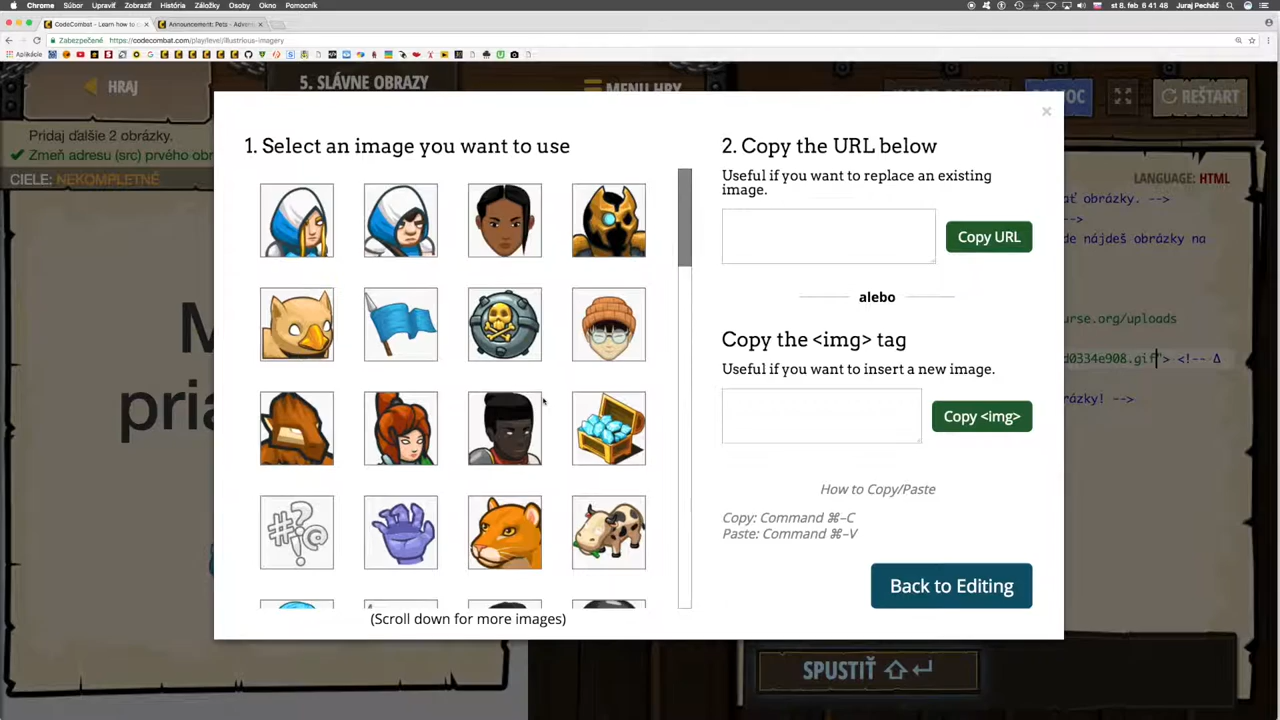 Chrome Súbor Upraviť Zobraziť História Záložky Osoby Okno Pomocník
st 8. feb 6 41 48 Juraj Pecháč
CodeCombat - Learn how to c
Announcement: Pets - Adven
Zabezpečené https://codecombat.com/play/level/illustrious-imagery
Aplikácie
HRAJ
5. SLÁVNE OBRAZY
MENU HRY
REŠTART
Pridaj ďalšie 2 obrázky.
Zmeň adresu (src) prvého obr
CIELE: NEKOMPLETNÉ
LANGUAGE: HTML
ať obrázky. -->
-->
de nájdeš obrázky na
urse.org/uploads
d0334e908.gif"> <!-- Δ
rázky! -->
1. Select an image you want to use
(Scroll down for more images)
2. Copy the URL below
Useful if you want to replace an existing
image.
Copy URL
alebo
Copy the <img> tag
Useful if you want to insert a new image.
Copy <img>
How to Copy/Paste
Copy: Command ⌘–C
Paste: Command ⌘–V
Back to Editing
×
SPUSTIŤ